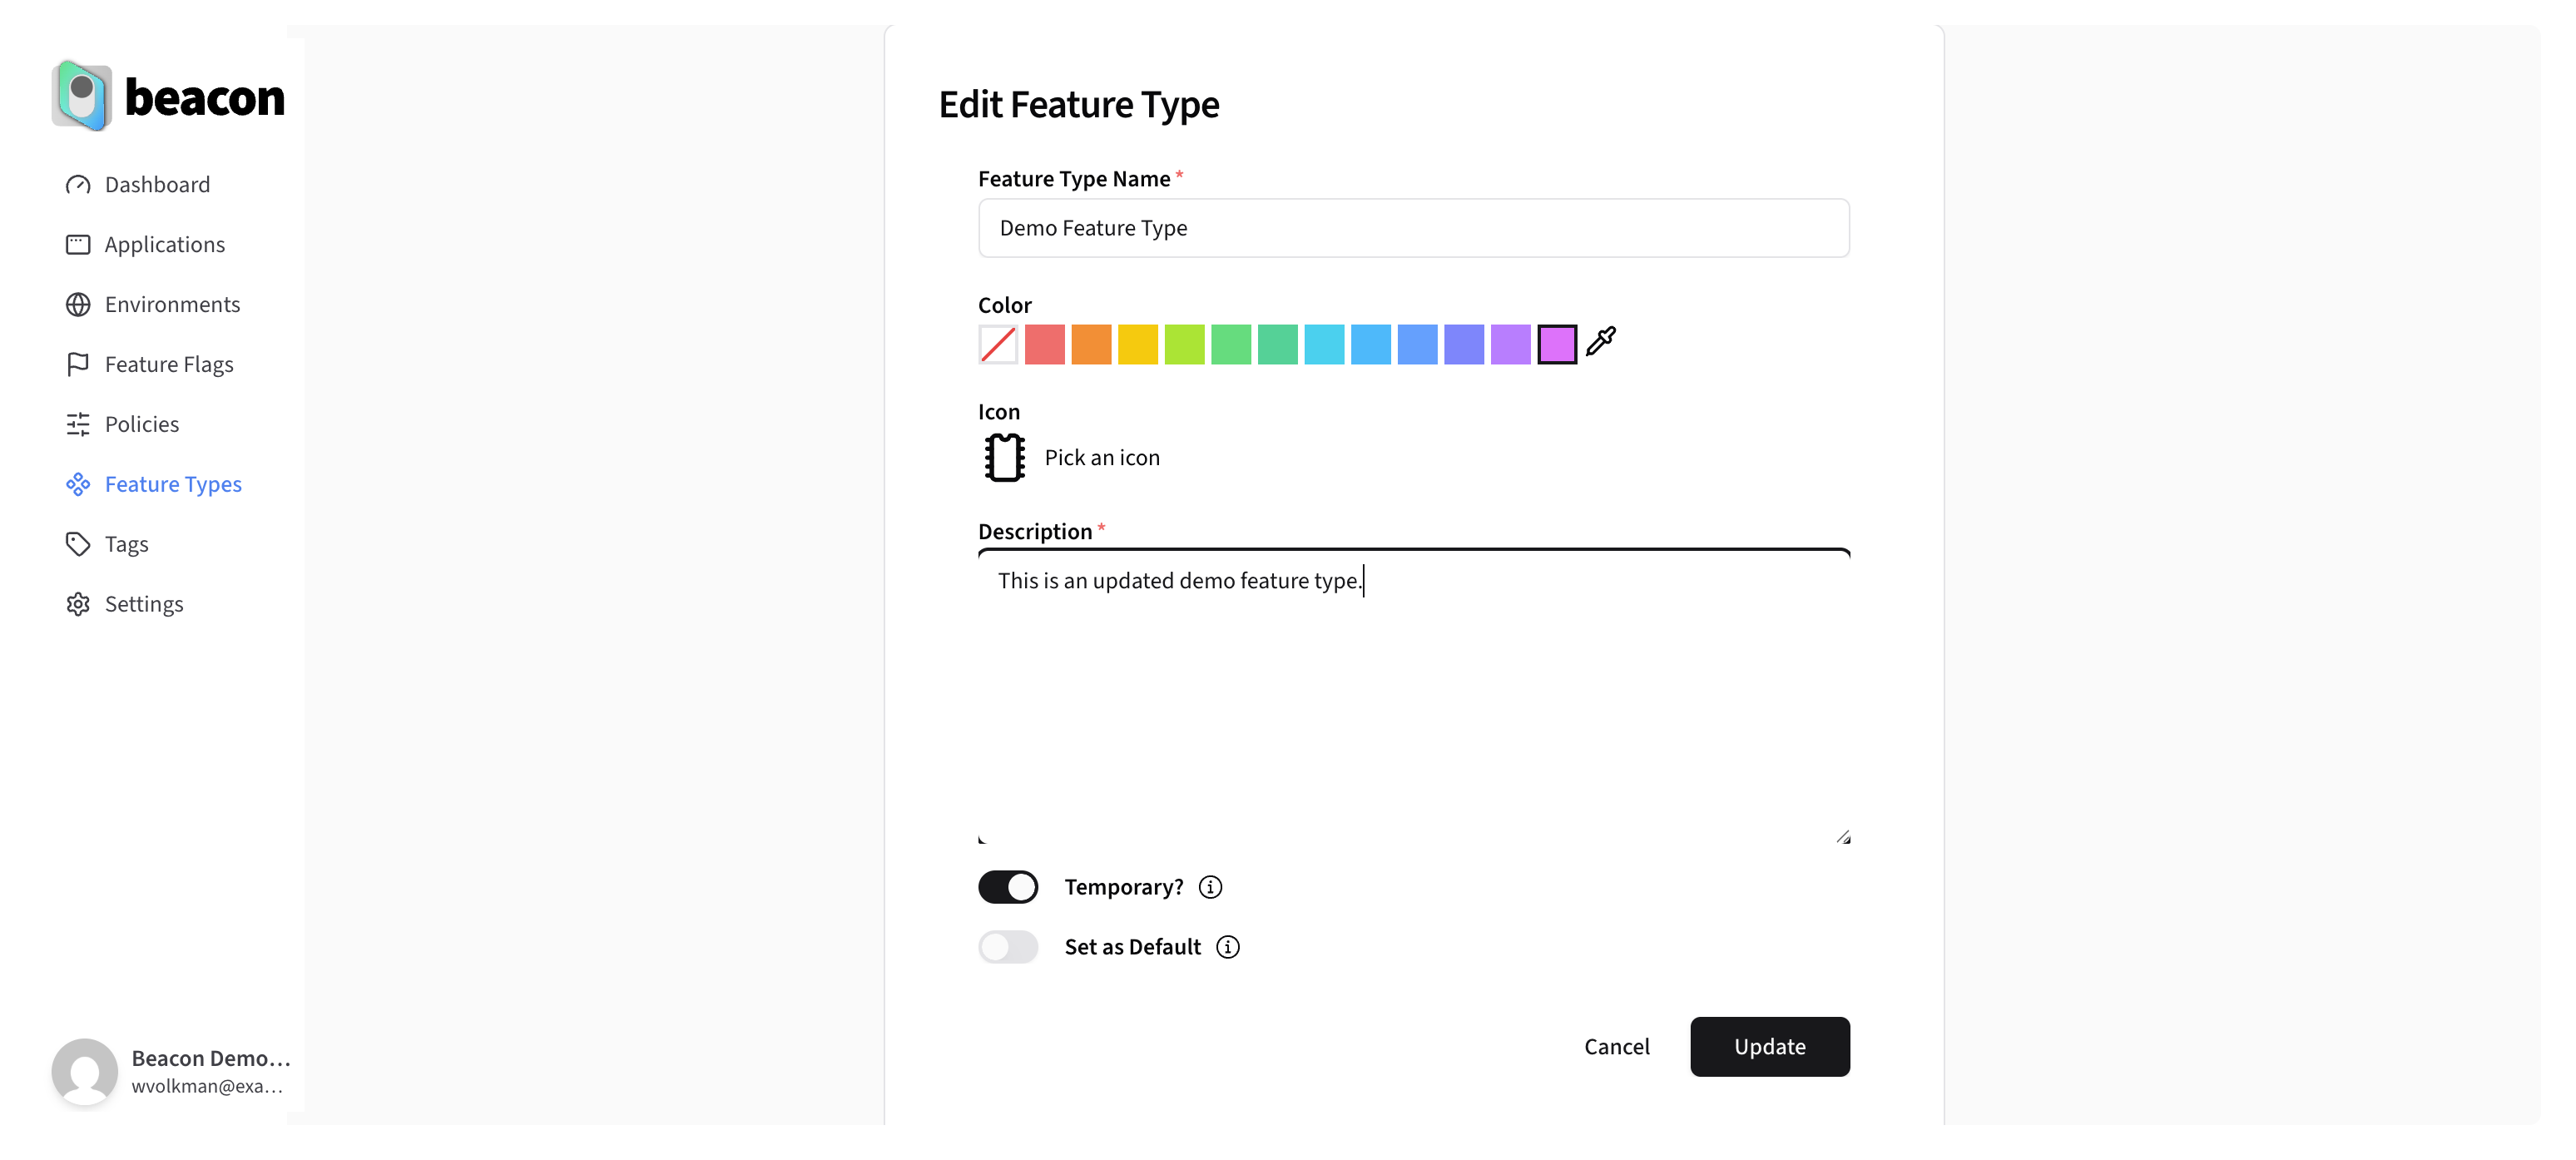 beacon
Dashboard
Applications
Environments
Feature Flags
Policies
Feature Types
Tags
Settings
Beacon Demo...
wvolkman@exa...
Edit Feature Type
Feature Type Name *
Demo Feature Type
Color
Icon
Pick an icon
Description *
This is an updated demo feature type.
Temporary?
Set as Default
Cancel
Update